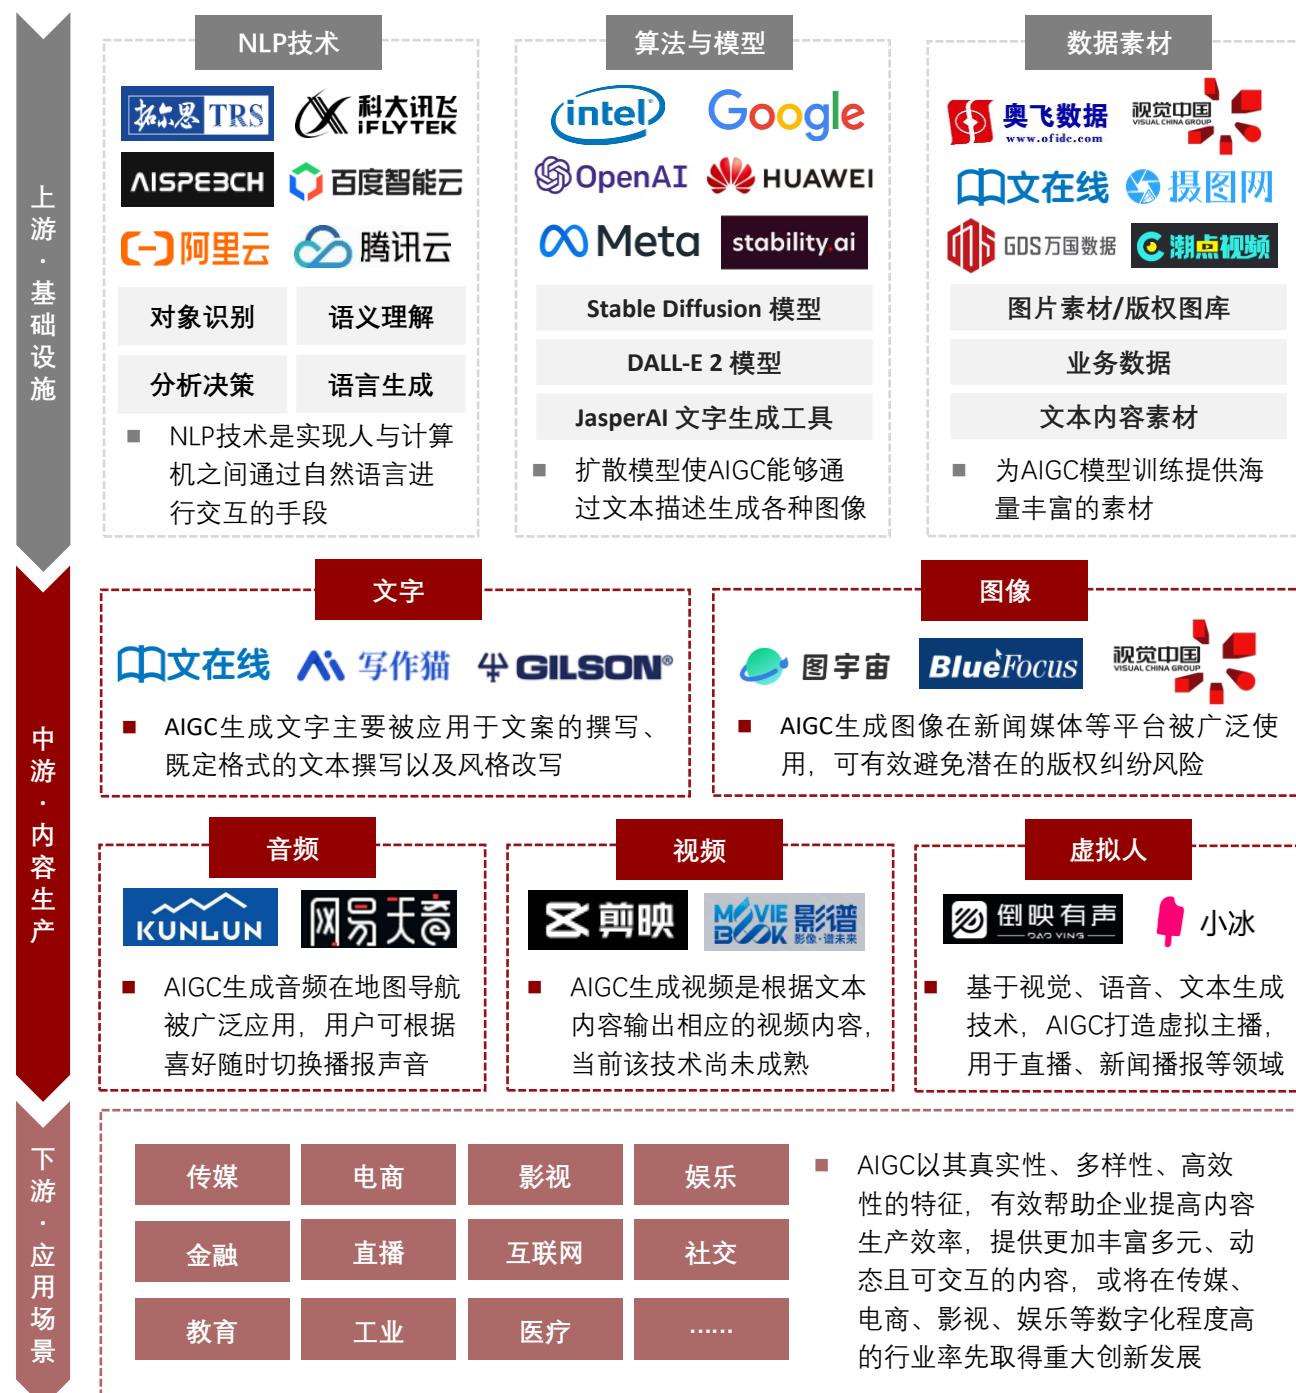 上游·基础设施
NLP技术
拓尔思 TRS
科大讯飞
iFLYTEK
AISPEECH
百度智能云
阿里云
腾讯云
对象识别
语义理解
分析决策
语言生成
NLP技术是实现人与计算
机之间通过自然语言进
行交互的手段
算法与模型
intel
Google
OpenAI
HUAWEI
Meta
stability.ai
Stable Diffusion 模型
DALL-E 2 模型
JasperAI 文字生成工具
扩散模型使AIGC能够通
过文本描述生成各种图像
数据素材
奥飞数据
www.ofidc.com
视觉中国
VISUAL CHINA GROUP
中文在线
摄图网
GDS
GDS万国数据
潮点视频
图片素材/版权图库
业务数据
文本内容素材
为AIGC模型训练提供海
量丰富的素材
中游·内容生产
文字
中文在线
写作猫
GILSON®
AIGC生成文字主要被应用于文案的撰写、
既定格式的文本撰写以及风格改写
图像
图宇宙
BlueFocus
视觉中国
VISUAL CHINA GROUP
AIGC生成图像在新闻媒体等平台被广泛使
用，可有效避免潜在的版权纠纷风险
音频
KUNLUN
网易天音
AIGC生成音频在地图导航
被广泛应用，用户可根据
喜好随时切换播报声音
视频
剪映
MOVIE BOOK
影谱
影像·谱未来
AIGC生成视频是根据文本
内容输出相应的视频内容，
当前该技术尚未成熟
虚拟人
倒映有声
DAO YING
小冰
基于视觉、语音、文本生成
技术，AIGC打造虚拟主播，
用于直播、新闻播报等领域
下游·应用场景
传媒
电商
影视
娱乐
金融
直播
互联网
社交
教育
工业
医疗
……
AIGC以其真实性、多样性、高效
性的特征，有效帮助企业提高内容
生产效率，提供更加丰富多元、动
态且可交互的内容，或将在传媒、
电商、影视、娱乐等数字化程度高
的行业率先取得重大创新发展